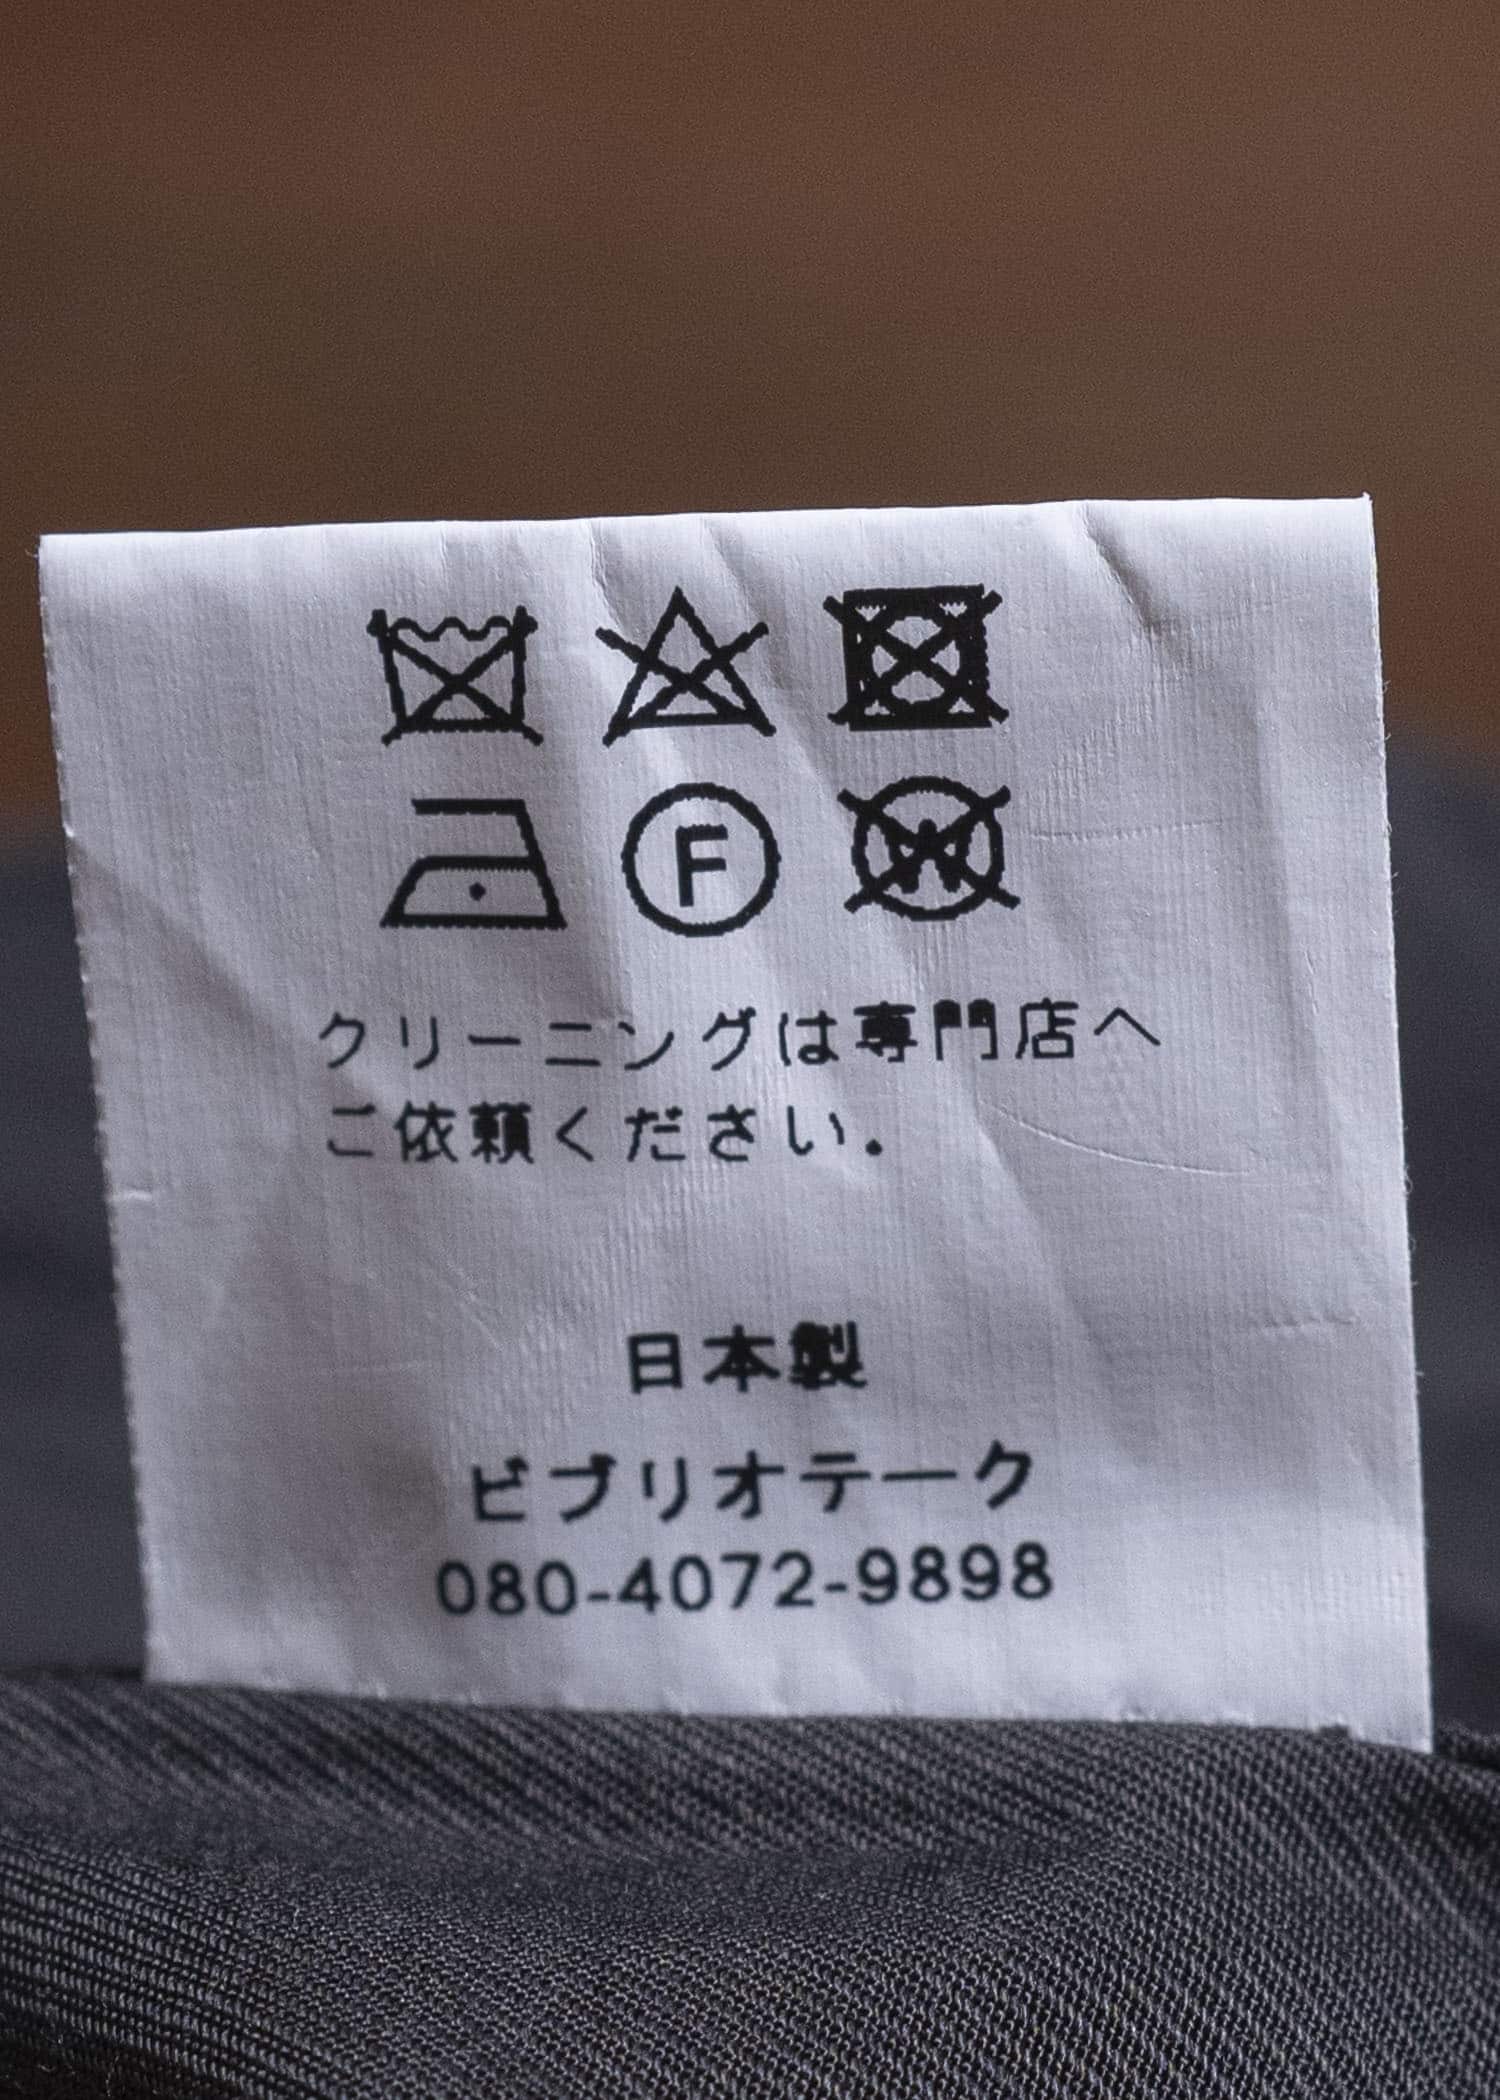 F
W
クリーニングは専門店へ
ご依頼ください.
日本製
ビブリオテーク
080-4072-9898